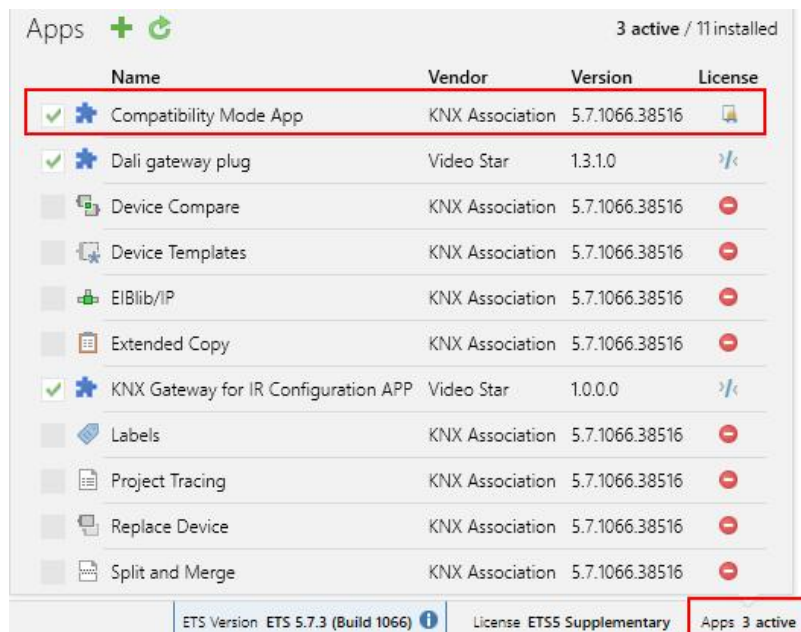 Apps 3 active / 11 installed
Name Vendor Version License
Compatibility Mode App KNX Association 5.7.1066.38516
Dali gateway plug Video Star 1.3.1.0
Device Compare KNX Association 5.7.1066.38516
Device Templates KNX Association 5.7.1066.38516
EIBlib/IP KNX Association 5.7.1066.38516
Extended Copy KNX Association 5.7.1066.38516
KNX Gateway for IR Configuration APP Video Star 1.0.0.0
Labels KNX Association 5.7.1066.38516
Project Tracing KNX Association 5.7.1066.38516
Replace Device KNX Association 5.7.1066.38516
Split and Merge KNX Association 5.7.1066.38516
ETS Version ETS 5.7.3 (Build 1066) License ETS5 Supplementary Apps 3 active